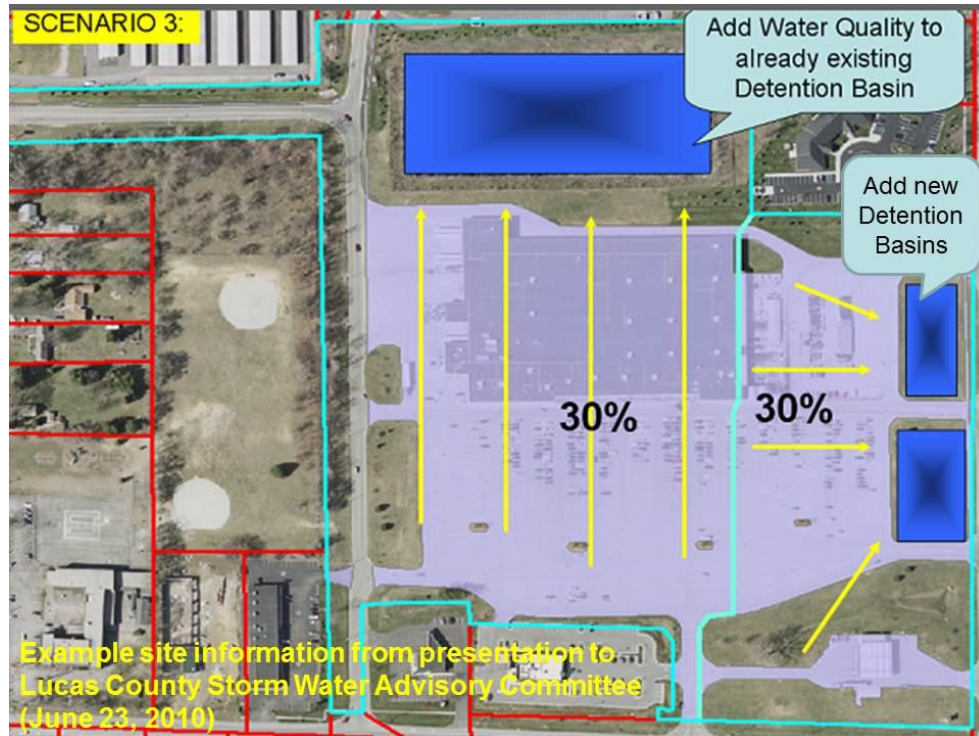 SCENARIO 3:
Add Water Quality to
already existing
Detention Basin
Add new
Detention
Basins
30%
30%
Example site information from presentation to
Lucas County Storm Water Advisory Committee
(June 23, 2010)